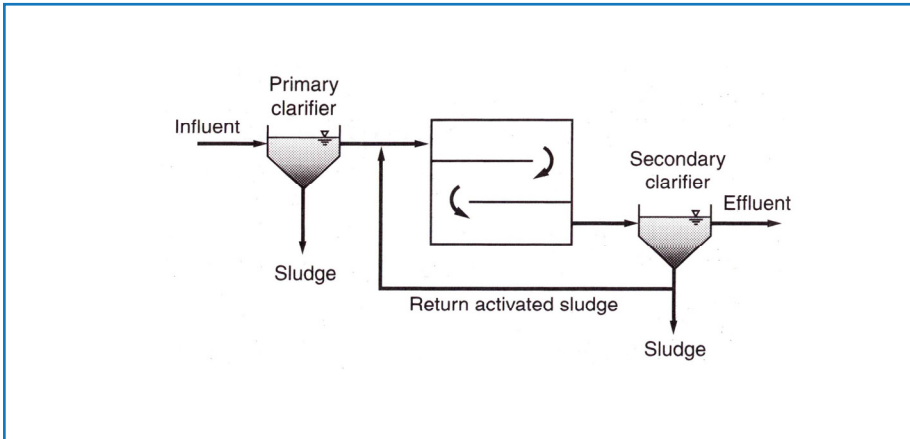 Primary
clarifier
Influent
Secondary
clarifier
Effluent
Sludge
Return activated sludge
Sludge